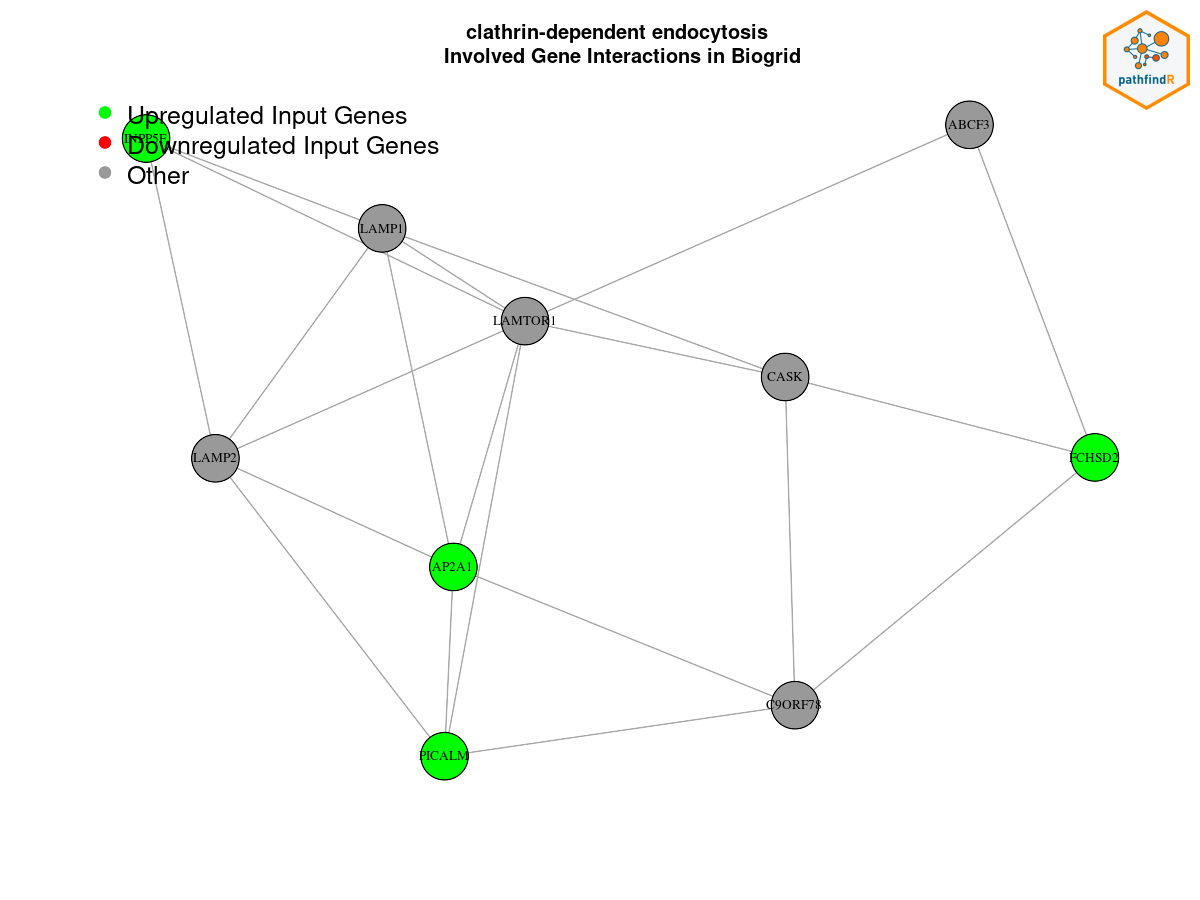 clathrin-dependent endocytosis
Involved Gene Interactions in Biogrid
pathfindR
Upregulated Input Genes
INPP5F
Downregulated Input Genes
Other
ABCF3
LAMP1
LAMTOR1
CASK
LAMP2
FCHSD2
AP2A1
C9ORF78
PICALM